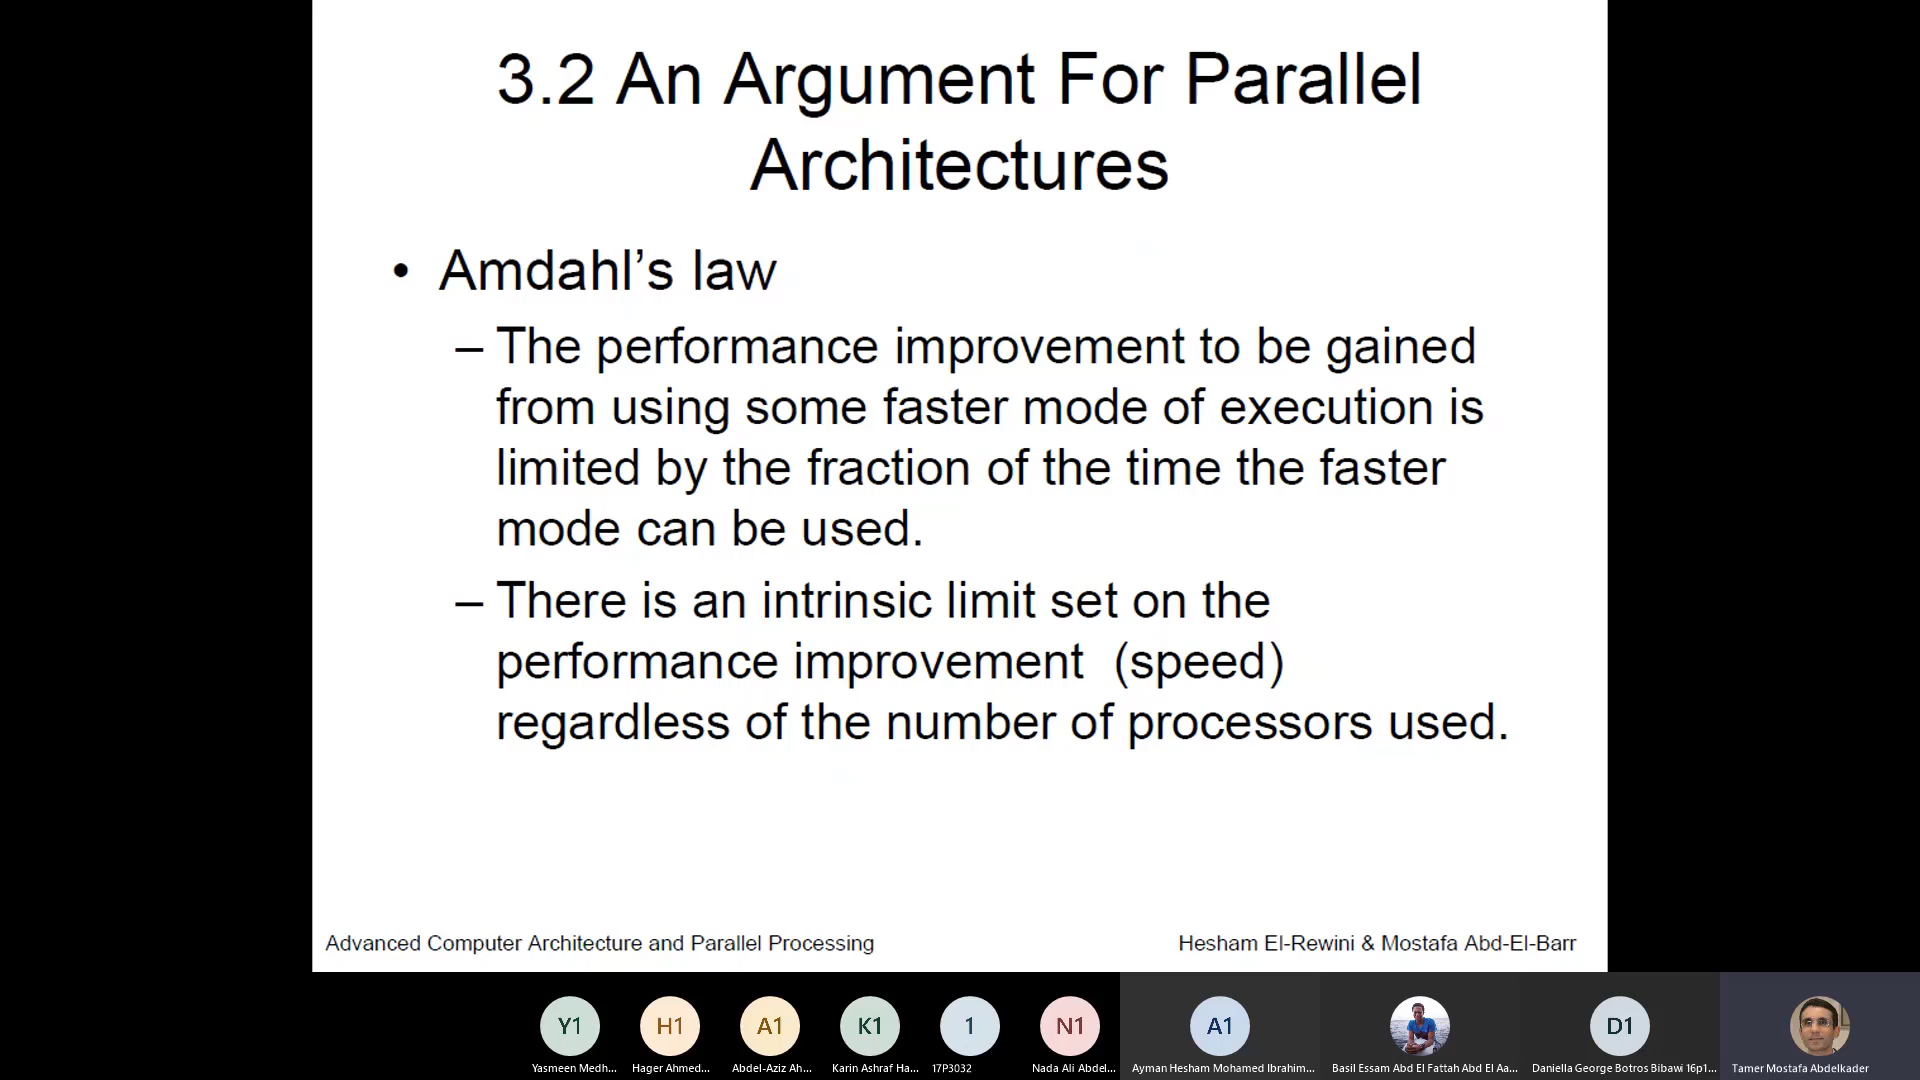 3.2 An Argument For Parallel
Architectures
• Amdahl’s law
– The performance improvement to be gained
from using some faster mode of execution is
limited by the fraction of the time the faster
mode can be used.
– There is an intrinsic limit set on the
performance improvement  (speed)
regardless of the number of processors used.
Advanced Computer Architecture and Parallel Processing
Hesham El-Rewini & Mostafa Abd-El-Barr
Y1
H1
A1
K1
1
N1
A1
D1
Yasmeen Medh...
Hager Ahmed...
Abdel-Aziz Ah...
Karin Ashraf Ha...
17P3032
Nada Ali Abdel...
Ayman Hesham Mohamed Ibrahim...
Basil Essam Abd El Fattah Abd El Aa...
Daniella George Botros Bibawi 16p1...
Tamer Mostafa Abdelkader